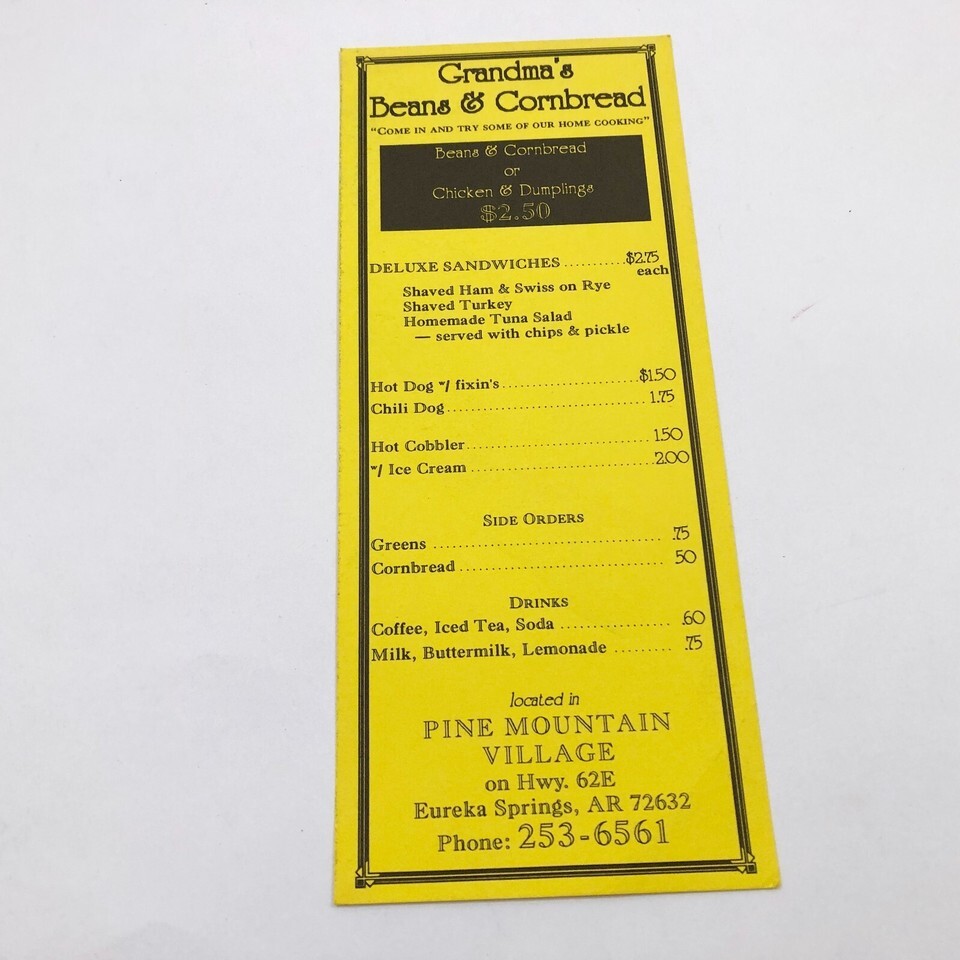 Grandma's
Beans & Cornbread
"COME IN AND TRY SOME OF OUR HOME COOKING"
Beans & Cornbread
or
Chicken & Dumplings
$2.50
DELUXE SANDWICHES ..........$2.75
each
Shaved Ham & Swiss on Rye
Shaved Turkey
Homemade Tuna Salad
— served with chips & pickle
Hot Dog w/ fixin's......................$1.50
Chili Dog................................ 1.75
Hot Cobbler............................. 1.50
w/ Ice Cream ...........................2.00
SIDE ORDERS
Greens .................................. .75
Cornbread .............................. 50
DRINKS
Coffee, Iced Tea, Soda ................ .60
Milk, Buttermilk, Lemonade ......... .75
located in
PINE MOUNTAIN
VILLAGE
on Hwy. 62E
Eureka Springs, AR 72632
Phone: 253-6561